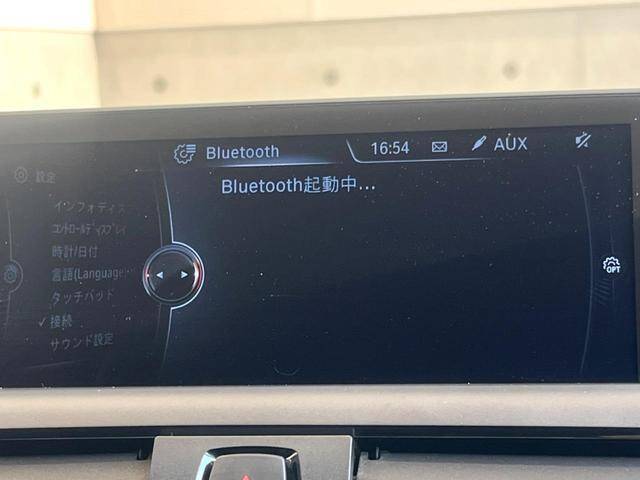 Bluetooth
16:54
AUX
Bluetooth起動中...
設定
インフォディス
コントロールディスプレイ
時計/日付
言語(Language
タッチパッド
✓接続
サウンド設定
OPT